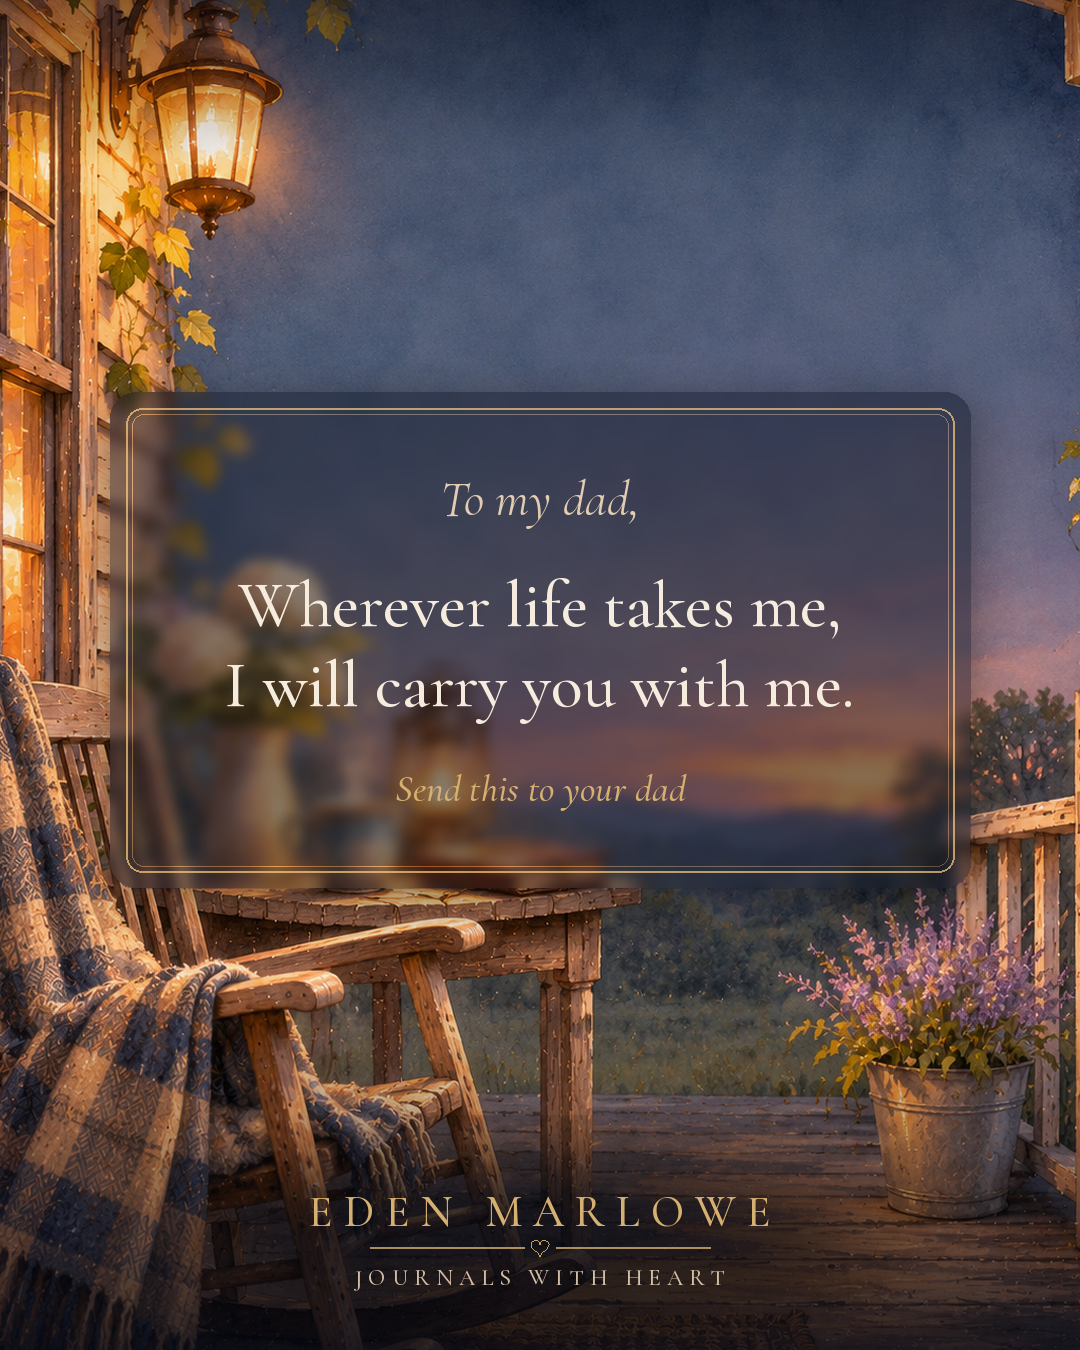 To my dad,
Wherever life takes me,
I will carry you with me.
Send this to your dad
EDEN MARLOWE
JOURNALS WITH HEART